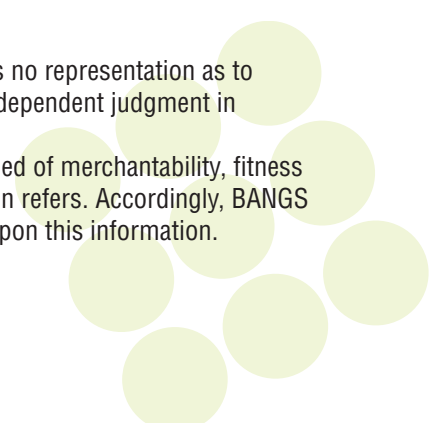 s no representation as to
dependent judgment in
ed of merchantability, fitness
n refers. Accordingly, BANGS
pon this information.